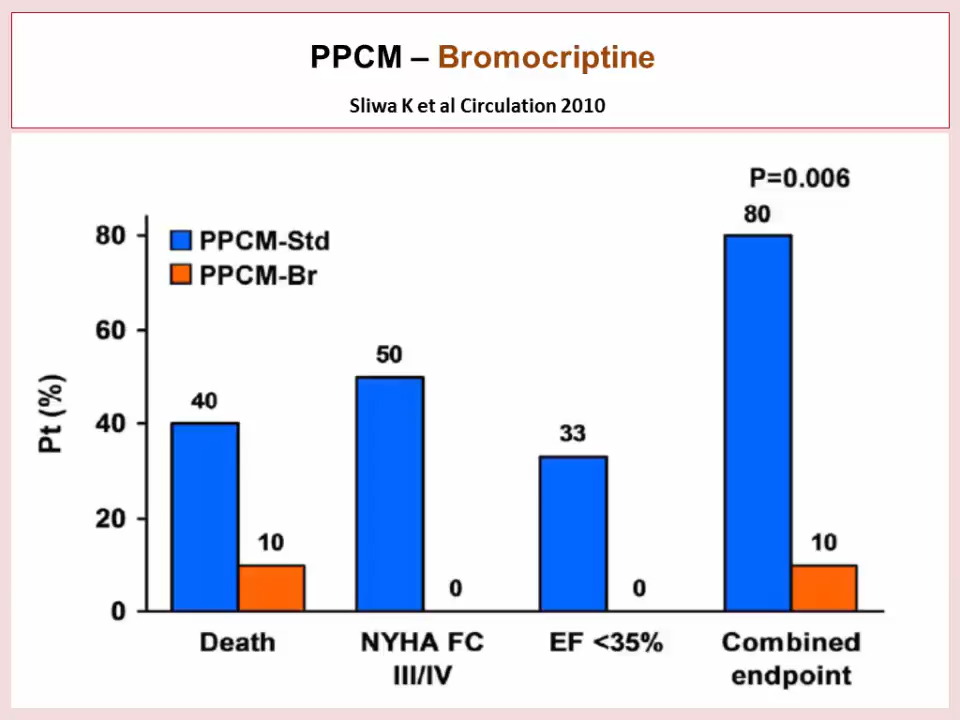 PPCM – Bromocriptine
Sliwa K et al Circulation 2010
P=0.006
PPCM-Std
PPCM-Br
Pt (%)
80
60
40
20
0
40
10
50
0
33
0
80
10
Death
NYHA FC
III/IV
EF <35%
Combined
endpoint